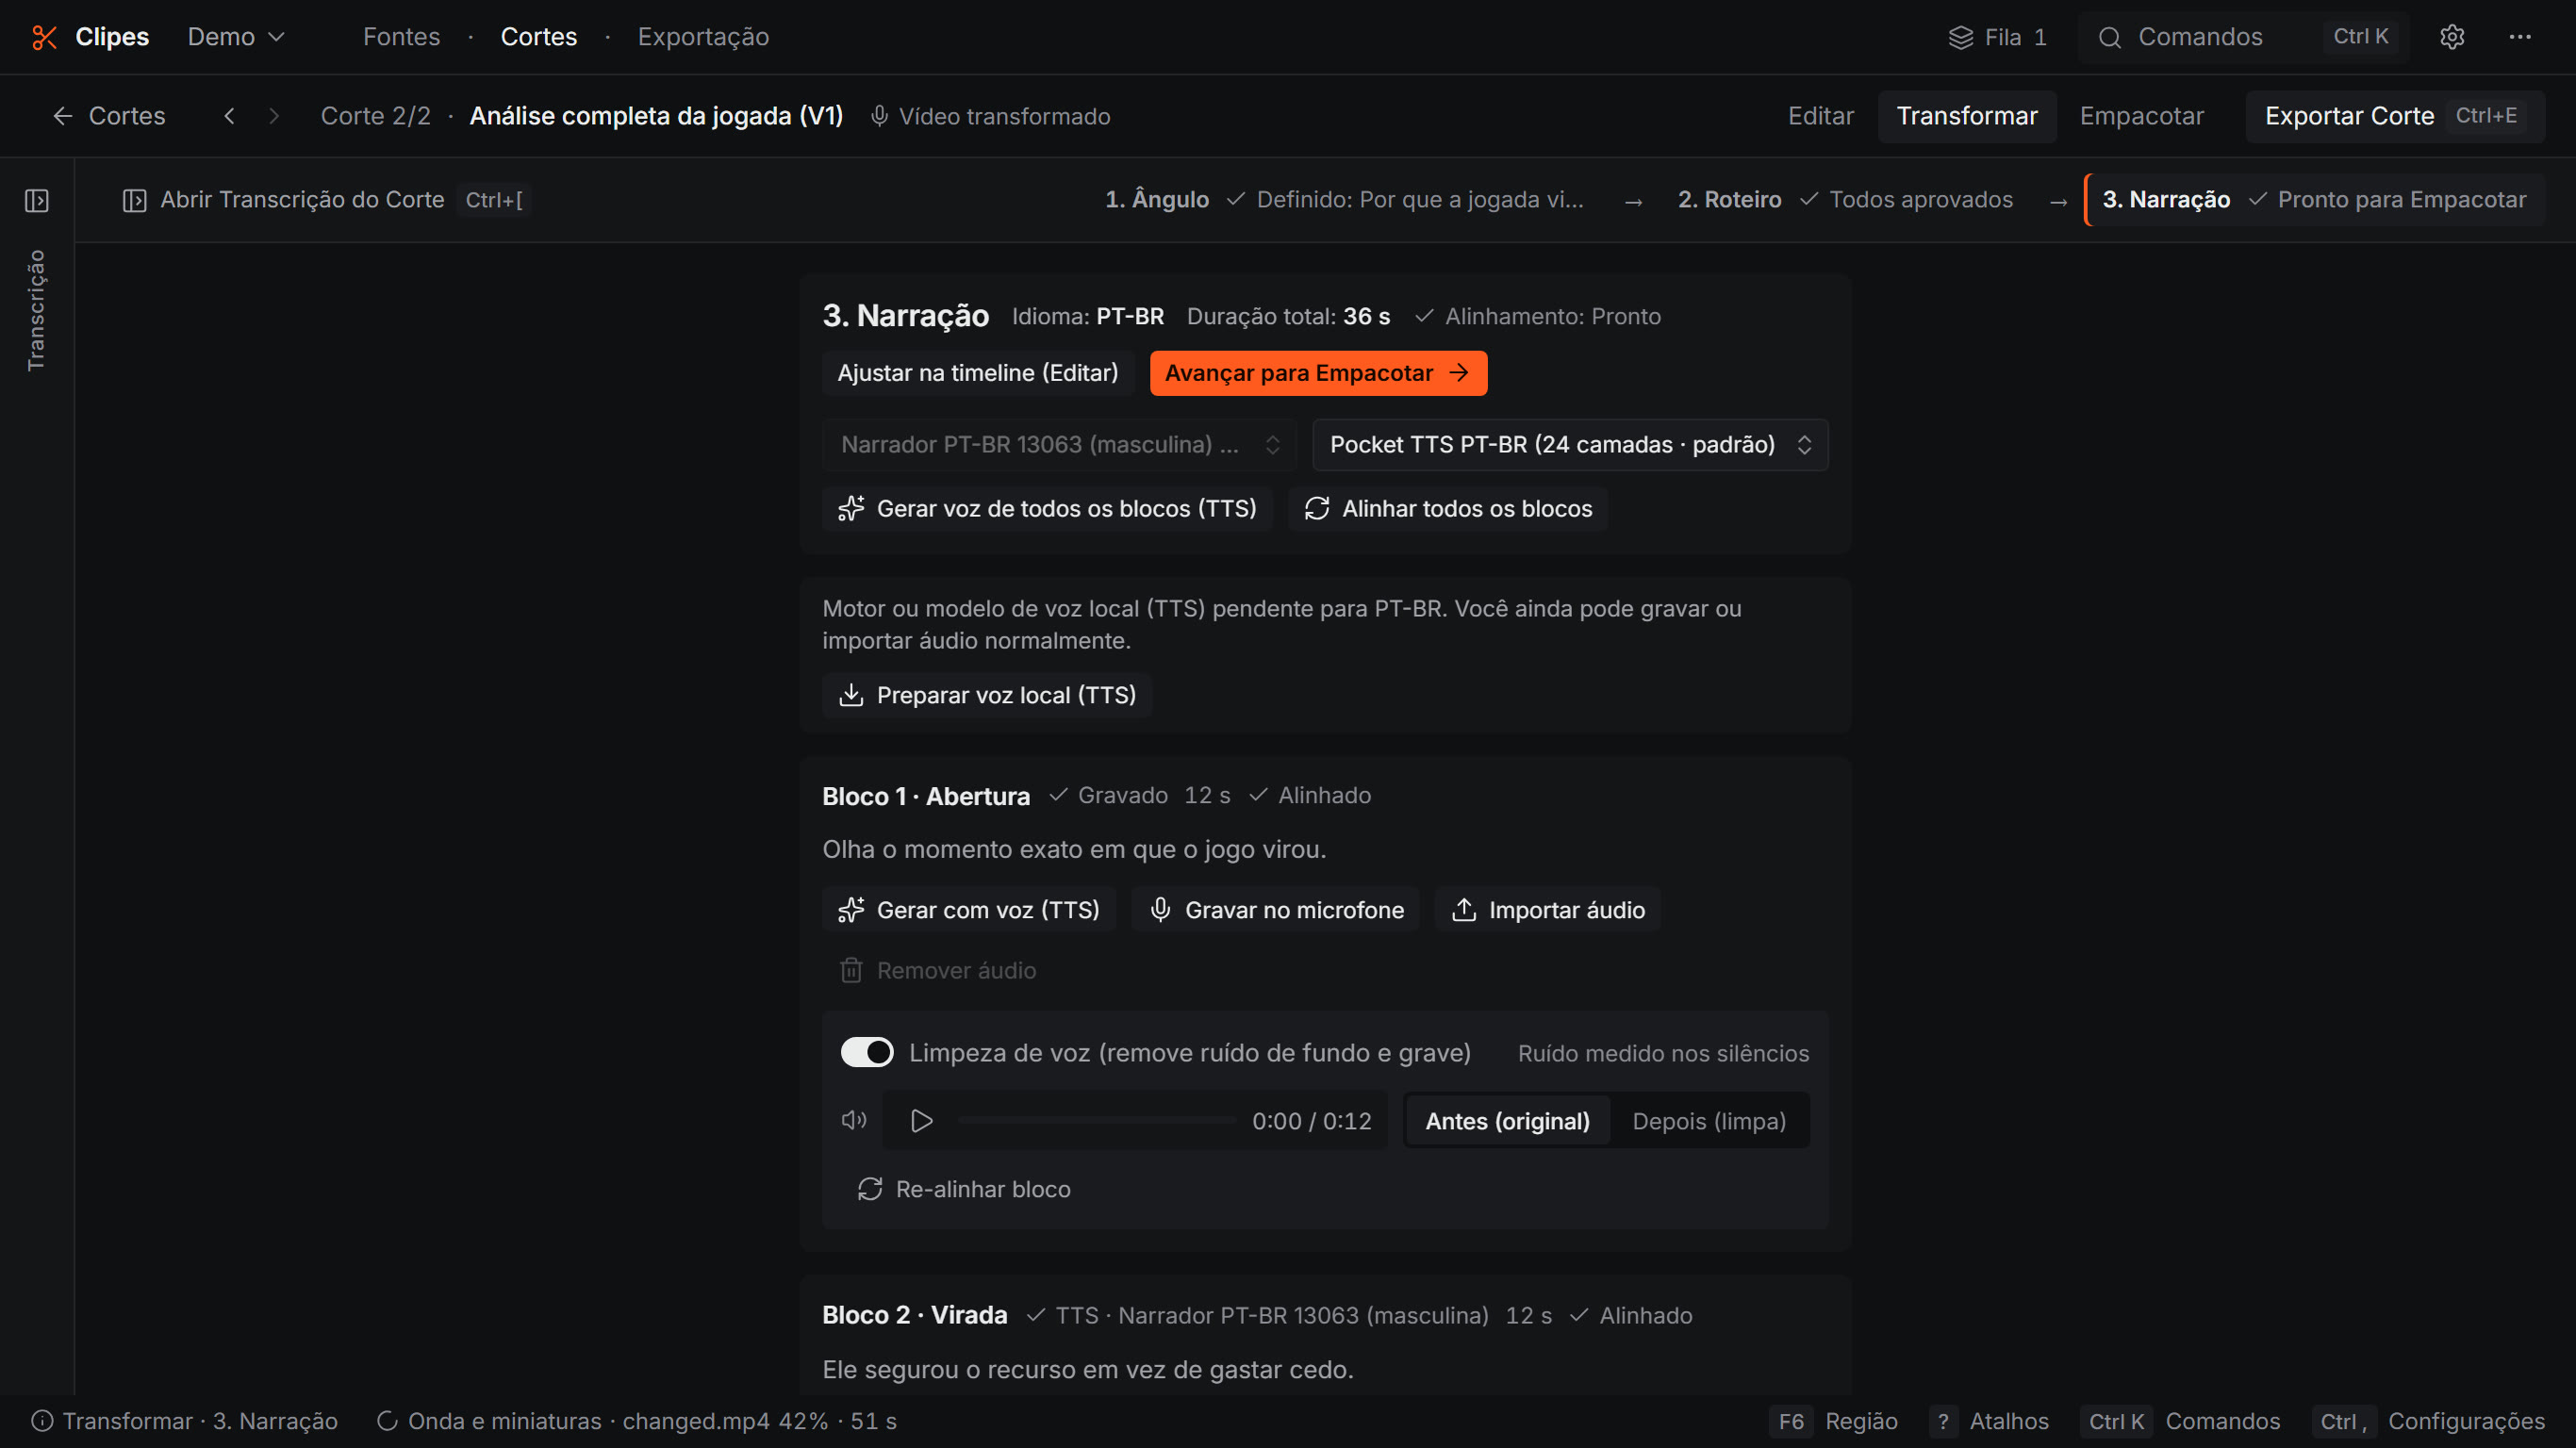 Clipes Demo Fontes · Cortes · Exportação Fila 1 Comandos Ctrl K
Cortes Corte 2/2 · Análise completa da jogada (V1) Vídeo transformado Editar Transformar Empacotar Exportar Corte Ctrl+E
Abrir Transcrição do Corte Ctrl+[ 1. Ângulo Definido: Por que a jogada vi... → 2. Roteiro Todos aprovados → 3. Narração Pronto para Empacotar
Transcrição
3. Narração Idioma: PT-BR Duração total: 36 s Alinhamento: Pronto
Ajustar na timeline (Editar) Avançar para Empacotar →
Narrador PT-BR 13063 (masculina) ... Pocket TTS PT-BR (24 camadas · padrão)
Gerar voz de todos os blocos (TTS) Alinhar todos os blocos
Motor ou modelo de voz local (TTS) pendente para PT-BR. Você ainda pode gravar ou
importar áudio normalmente.
Preparar voz local (TTS)
Bloco 1 · Abertura Gravado 12 s Alinhado
Olha o momento exato em que o jogo virou.
Gerar com voz (TTS) Gravar no microfone Importar áudio
Remover áudio
Limpeza de voz (remove ruído de fundo e grave) Ruído medido nos silêncios
0:00 / 0:12 Antes (original) Depois (limpa)
Re-alinhar bloco
Bloco 2 · Virada TTS · Narrador PT-BR 13063 (masculina) 12 s Alinhado
Ele segurou o recurso em vez de gastar cedo.
Transformar · 3. Narração Onda e miniaturas · changed.mp4 42% · 51 s F6 Região ? Atalhos Ctrl K Comandos Ctrl , Configurações